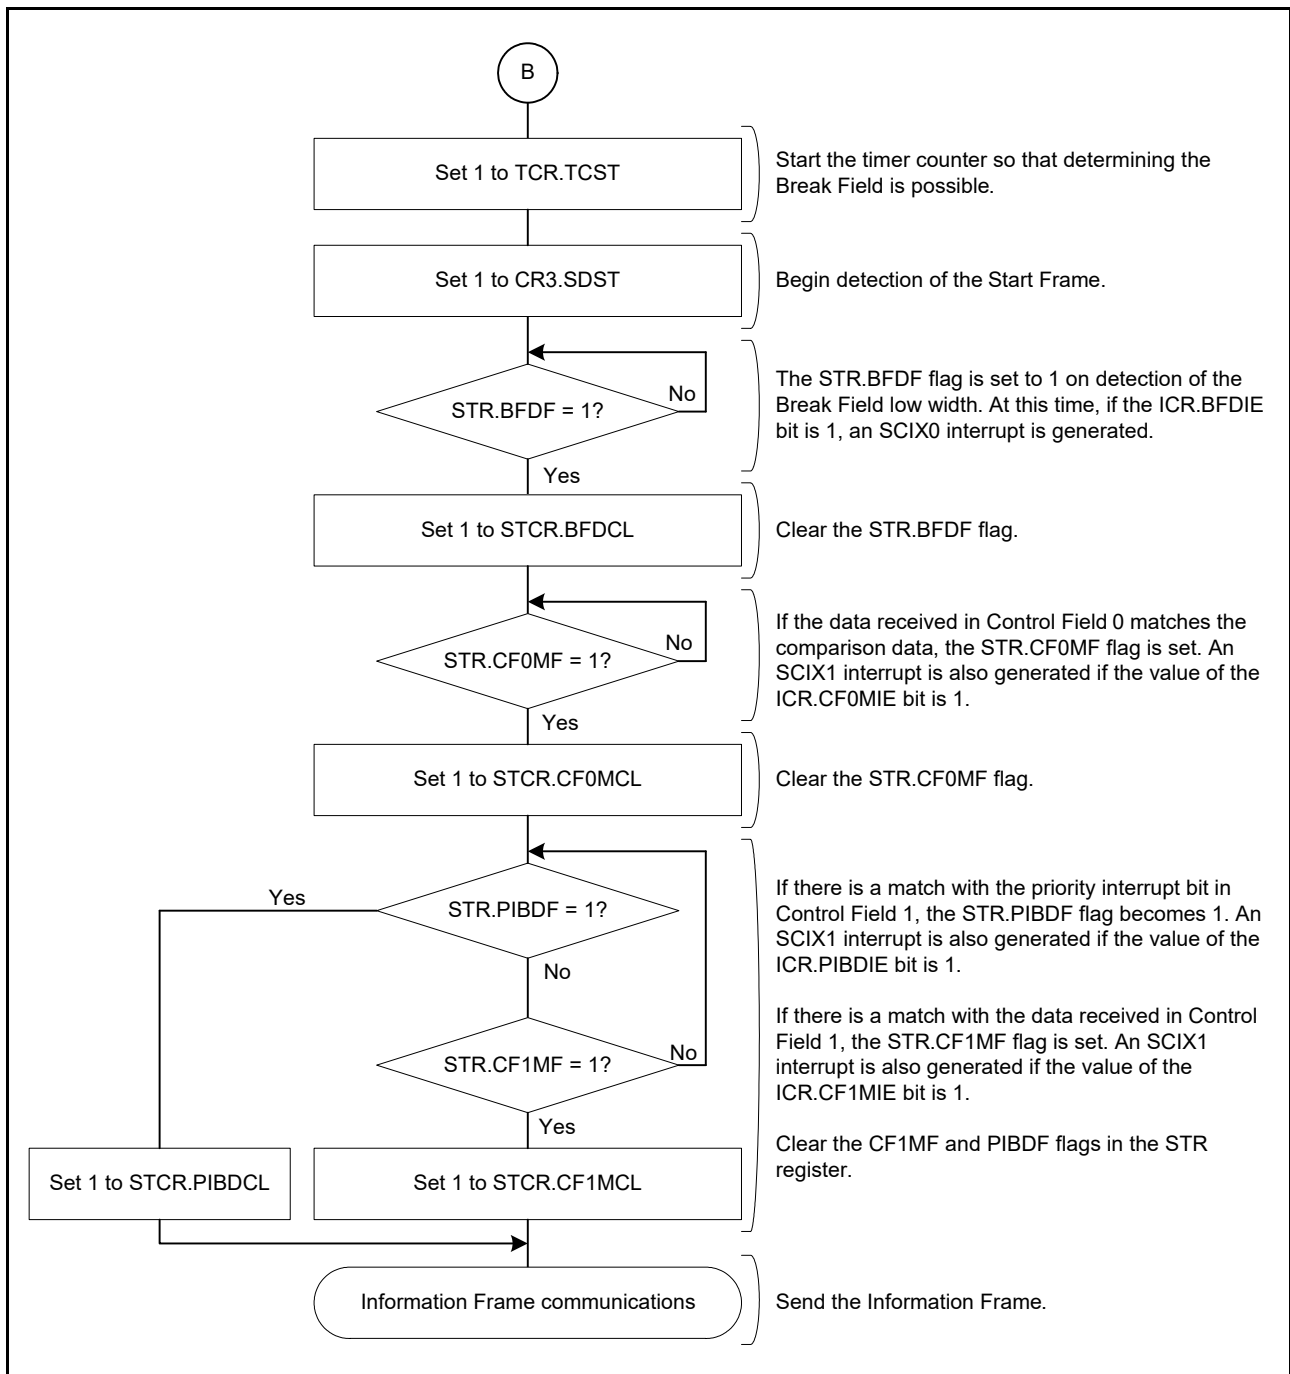 B
Set 1 to TCR.TCST
Start the timer counter so that determining the
Break Field is possible.
Set 1 to CR3.SDST
Begin detection of the Start Frame.
STR.BFDF = 1?
No
Yes
The STR.BFDF flag is set to 1 on detection of the
Break Field low width. At this time, if the ICR.BFDIE
bit is 1, an SCIX0 interrupt is generated.
Set 1 to STCR.BFDCL
Clear the STR.BFDF flag.
STR.CF0MF = 1?
No
Yes
If the data received in Control Field 0 matches the
comparison data, the STR.CF0MF flag is set. An
SCIX1 interrupt is also generated if the value of the
ICR.CF0MIE bit is 1.
Set 1 to STCR.CF0MCL
Clear the STR.CF0MF flag.
Yes
STR.PIBDF = 1?
No
If there is a match with the priority interrupt bit in
Control Field 1, the STR.PIBDF flag becomes 1. An
SCIX1 interrupt is also generated if the value of the
ICR.PIBDIE bit is 1.
STR.CF1MF = 1?
No
Yes
If there is a match with the data received in Control
Field 1, the STR.CF1MF flag is set. An SCIX1
interrupt is also generated if the value of the
ICR.CF1MIE bit is 1.
Set 1 to STCR.PIBDCL
Set 1 to STCR.CF1MCL
Clear the CF1MF and PIBDF flags in the STR
register.
Information Frame communications
Send the Information Frame.